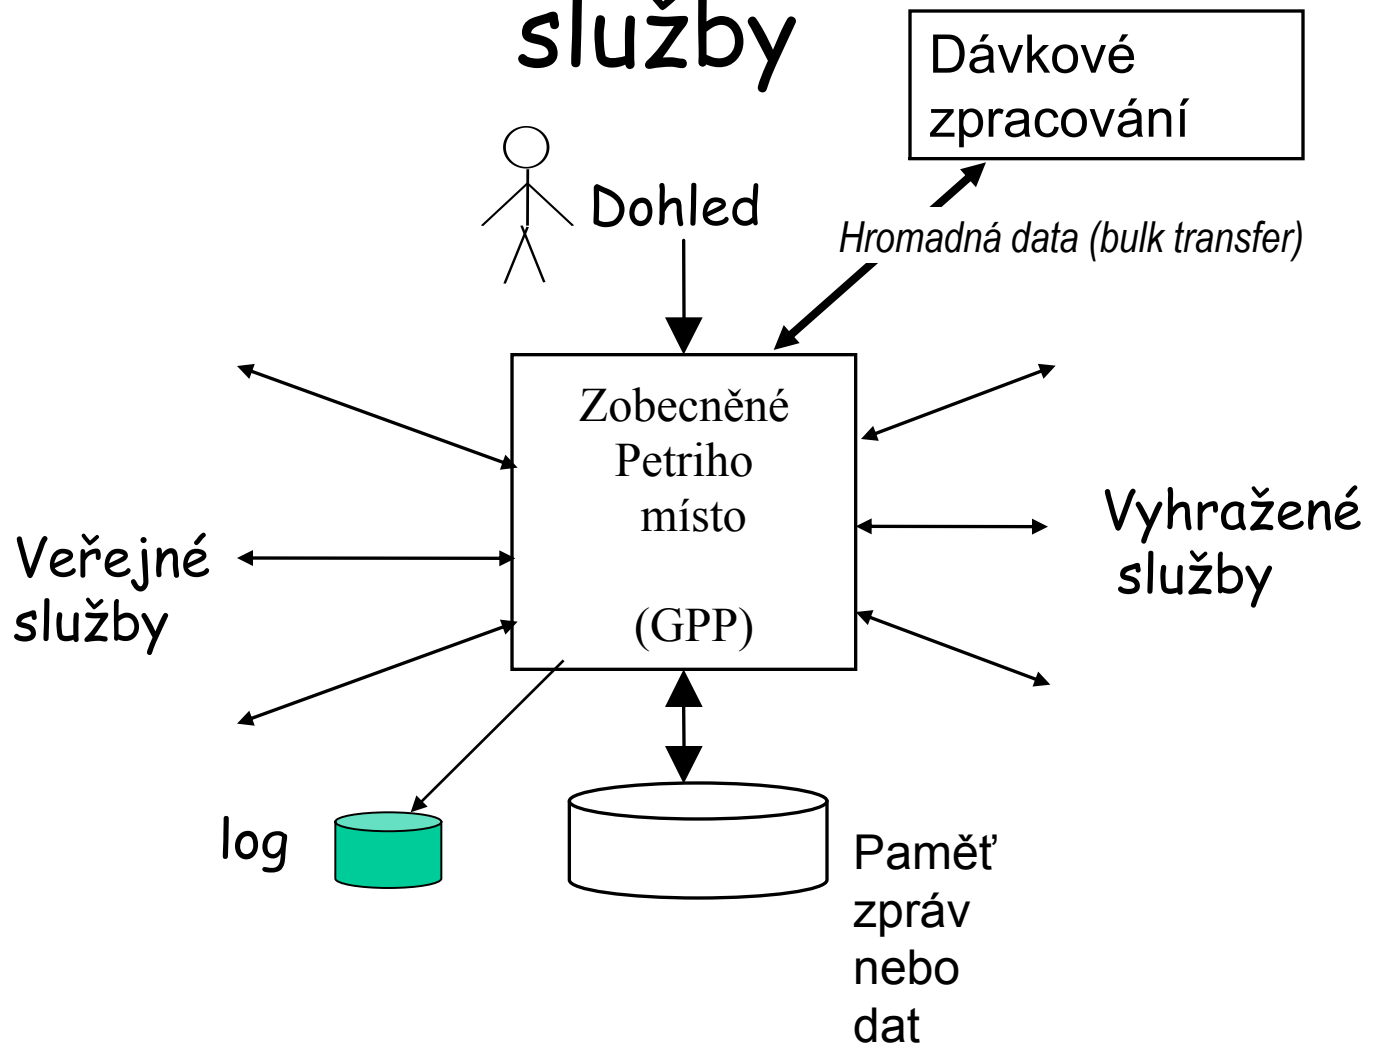 služby
Dávkové
zpracování
Dohled
Hromadná data (bulk transfer)
Zobecněné
Petriho
místo
(GPP)
Veřejné
služby
Vyhražené
služby
log
Paměť
zpráv
nebo
dat